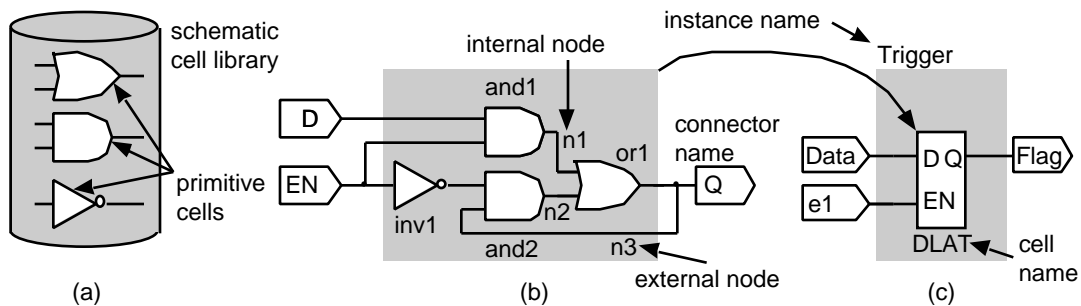 schematic
cell library
primitive
cells
(a)
internal node
and1
D
n1
connector
name
or1
EN
Q
inv1
n2
and2
n3
external node
(b)
instance name
Trigger
Data
D Q
Flag
e1
EN
DLAT
cell
name
(c)